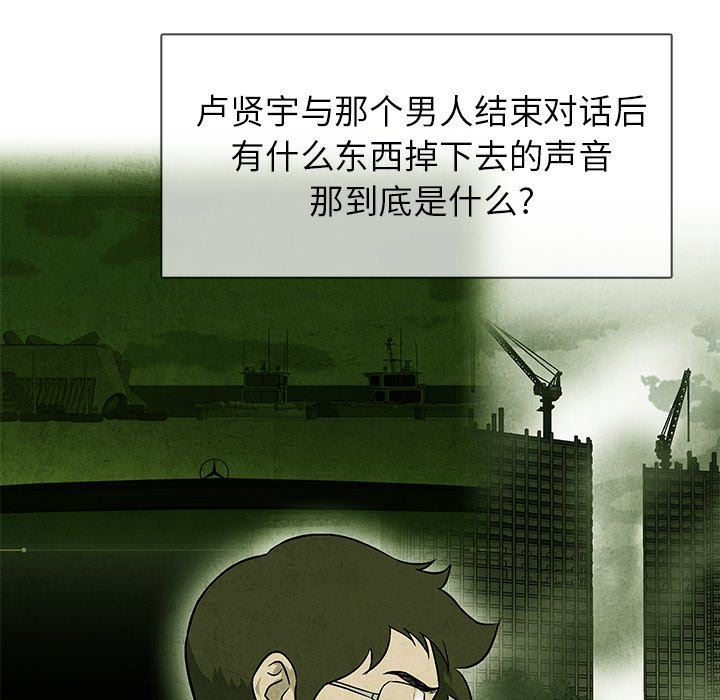 卢贤宇与那个男人结束对话后
有什么东西掉下去的声音
那到底是什么?